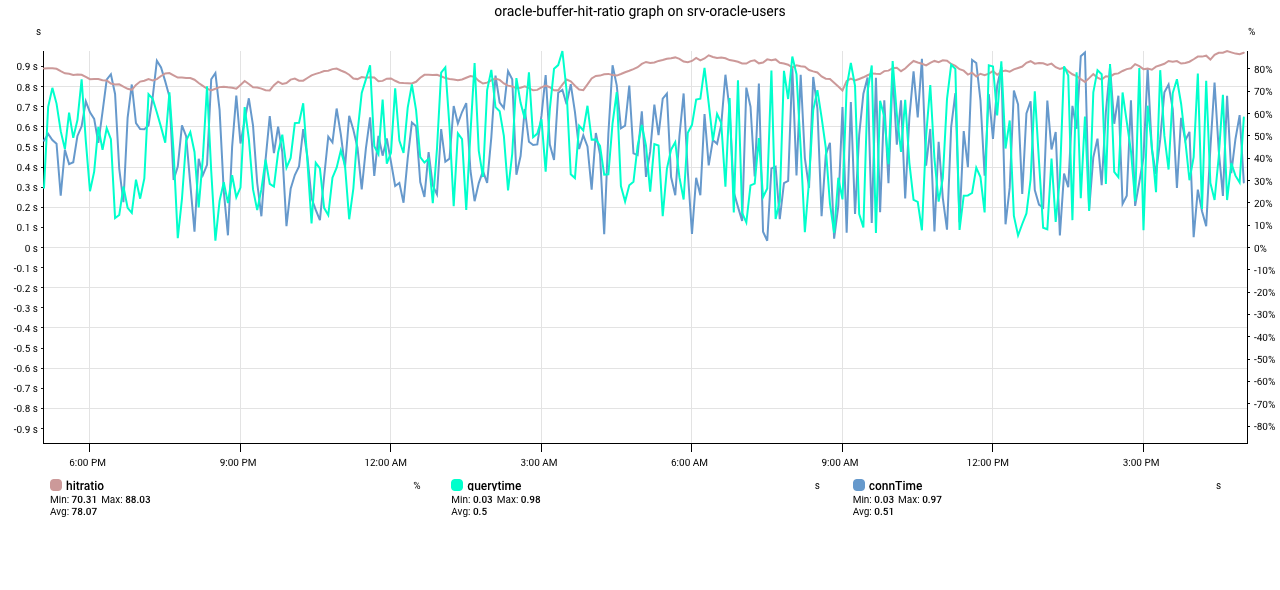 oracle-buffer-hit-ratio graph on srv-oracle-users
s %
0.9 s 80%
0.8 s 70%
0.7 s 60%
0.6 s 50%
0.5 s 40%
0.4 s 30%
0.3 s 20%
0.2 s 10%
0.1 s 0%
0 s -10%
-0.1 s -20%
-0.2 s -30%
-0.3 s -40%
-0.4 s -50%
-0.5 s -60%
-0.6 s -70%
-0.7 s -80%
-0.8 s
-0.9 s
6:00 PM 9:00 PM 12:00 AM 3:00 AM 6:00 AM 9:00 AM 12:00 PM 3:00 PM
hitratio % querytime s connTime s
Min: 70.31 Max: 88.03 Min: 0.03 Max: 0.98 Min: 0.03 Max: 0.97
Avg: 78.07 Avg: 0.5 Avg: 0.51